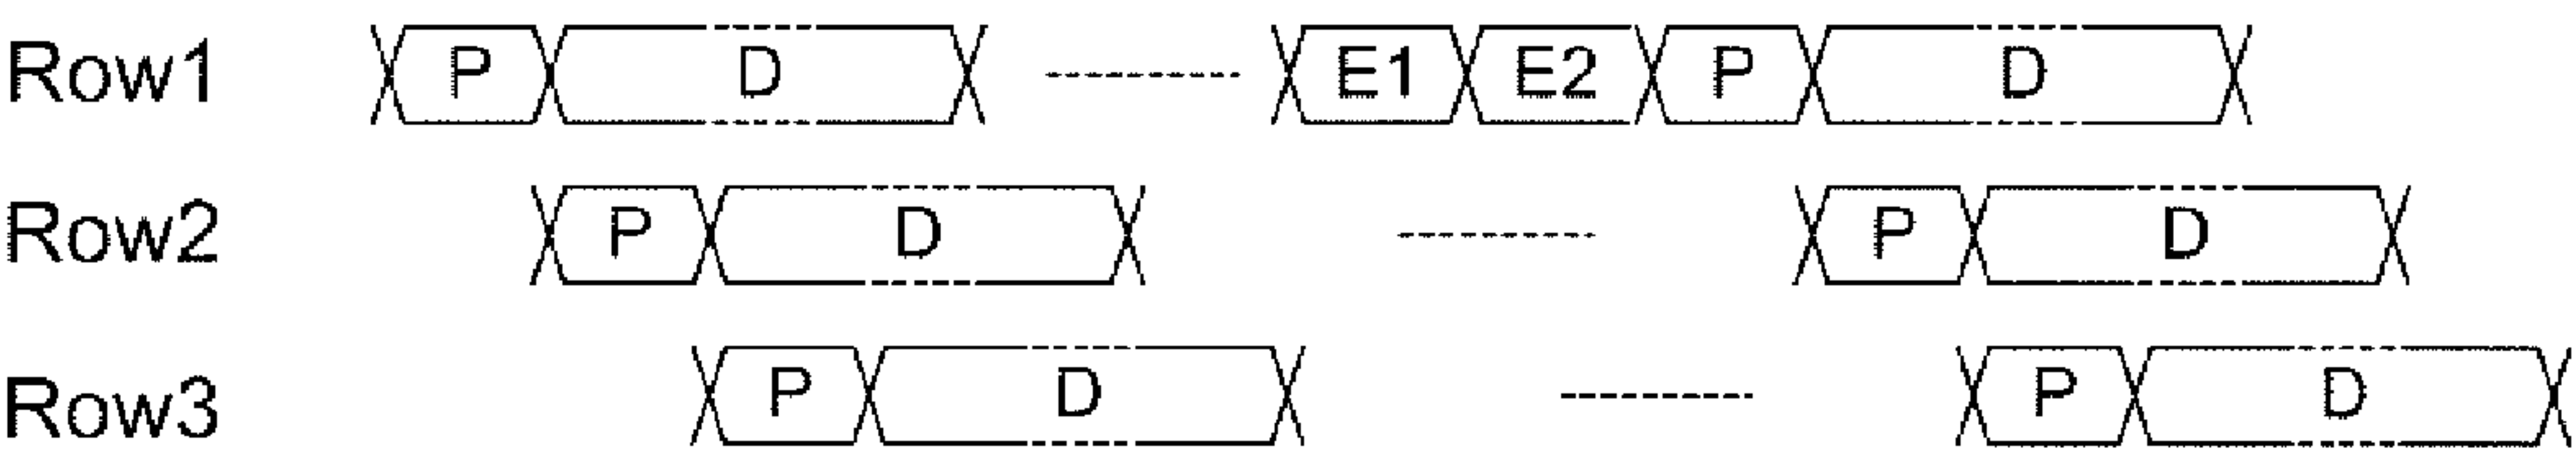 Row1 P D E1 E2 P D
Row2 P D P D
Row3 P D P D